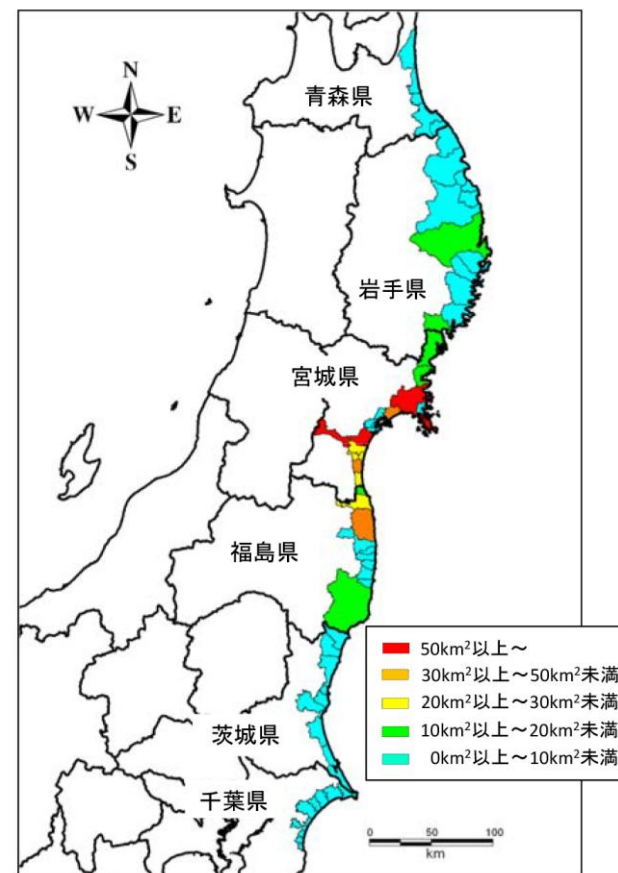 N
W E
S
青森県
岩手県
宮城県
福島県
茨城県
千葉県
50km²以上～
30km²以上～50km²未満
20km²以上～30km²未満
10km²以上～20km²未満
0km²以上～10km²未満
0 50 100
km